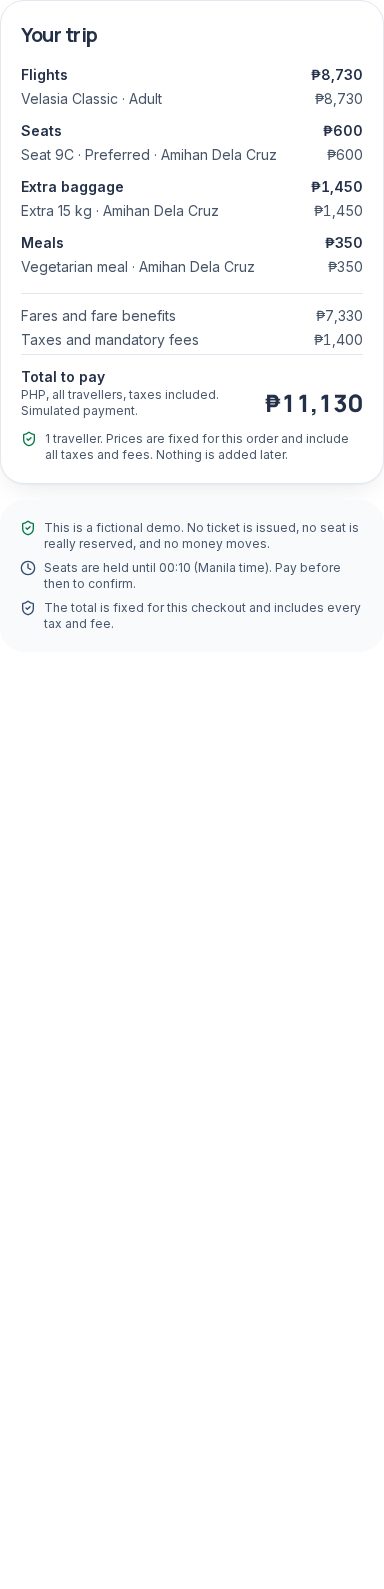 Your trip
Flights ₱8,730
Velasia Classic · Adult ₱8,730
Seats ₱600
Seat 9C · Preferred · Amihan Dela Cruz ₱600
Extra baggage ₱1,450
Extra 15 kg · Amihan Dela Cruz ₱1,450
Meals ₱350
Vegetarian meal · Amihan Dela Cruz ₱350
Fares and fare benefits ₱7,330
Taxes and mandatory fees ₱1,400
Total to pay
PHP, all travellers, taxes included.
Simulated payment.
₱11,130
1 traveller. Prices are fixed for this order and include
all taxes and fees. Nothing is added later.
This is a fictional demo. No ticket is issued, no seat is
really reserved, and no money moves.
Seats are held until 00:10 (Manila time). Pay before
then to confirm.
The total is fixed for this checkout and includes every
tax and fee.